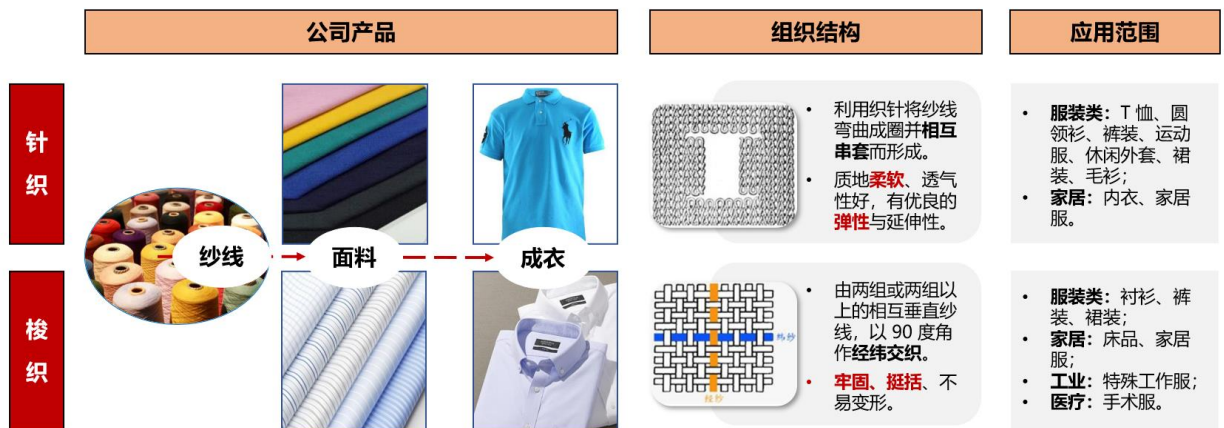 公司产品
组织结构
应用范围
针
织
纱线
面料
成衣
• 利用织针将纱线
弯曲成圈并相互
串套而形成。
• 质地柔软、透气
性好，有优良的
弹性与延伸性。
• 服装类：T 恤、圆
领衫、裤装、运动
服、休闲外套、裙
装、毛衫；
• 家居：内衣、家居
服。
梭
织
纬纱
经纱
• 由两组或两组以
上的相互垂直纱
线，以 90 度角
作经纬交织。
• 牢固、挺括、不
易变形。
• 服装类：衬衫、裤
装、裙装；
• 家居：床品、家居
服；
• 工业：特殊工作服；
• 医疗：手术服。